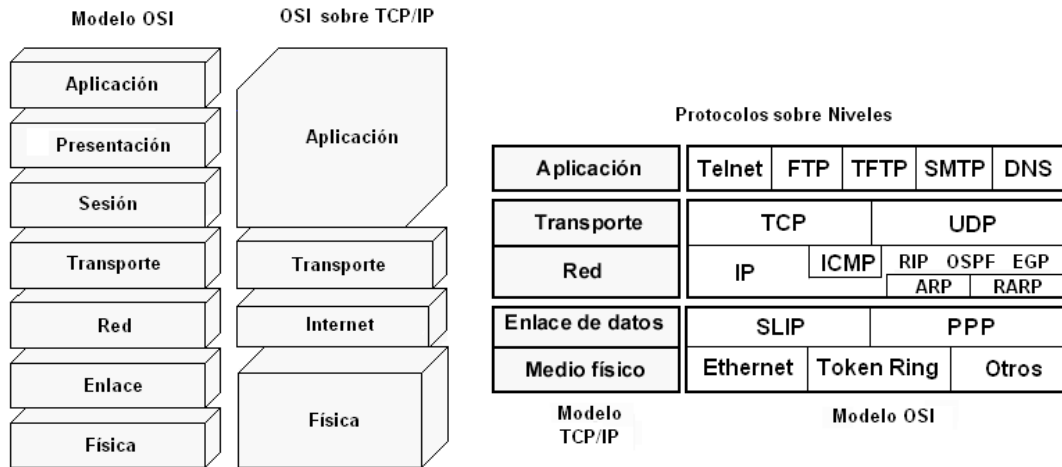 Modelo OSI
OSI sobre TCP/IP
Aplicación
Presentación
Sesión
Transporte
Red
Enlace
Física
Aplicación
Transporte
Internet
Física
Protocolos sobre Niveles
Aplicación Telnet FTP TFTP SMTP DNS
Transporte TCP UDP
Red IP ICMP RIP OSPF EGP
ARP RARP
Enlace de datos SLIP PPP
Medio físico Ethernet Token Ring Otros
Modelo
TCP/IP
Modelo OSI